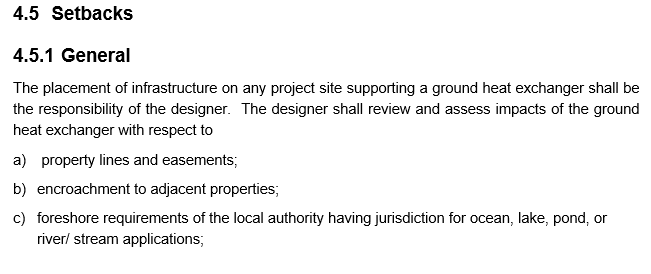 4.5 Setbacks
4.5.1 General
The placement of infrastructure on any project site supporting a ground heat exchanger shall be
the responsibility of the designer. The designer shall review and assess impacts of the ground
heat exchanger with respect to
a) property lines and easements;
b) encroachment to adjacent properties;
c) foreshore requirements of the local authority having jurisdiction for ocean, lake, pond, or
river/ stream applications;